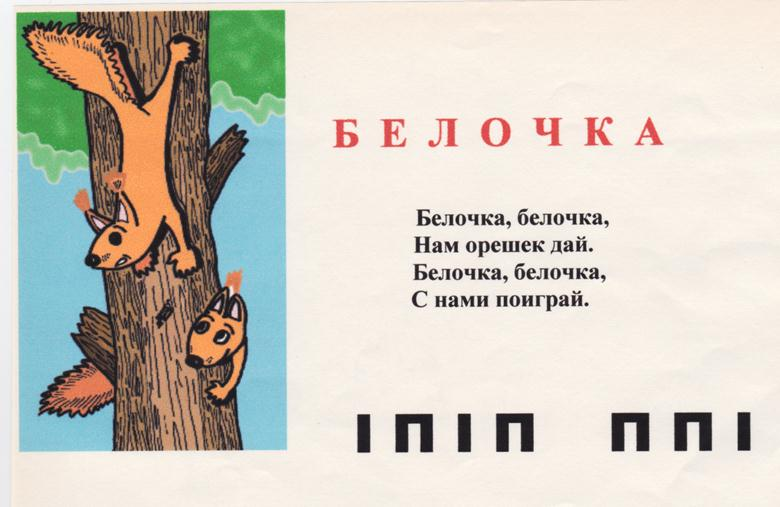 БЕЛОЧКА
Белочка, белочка,
Нам орешек дай.
Белочка, белочка,
С нами поиграй.